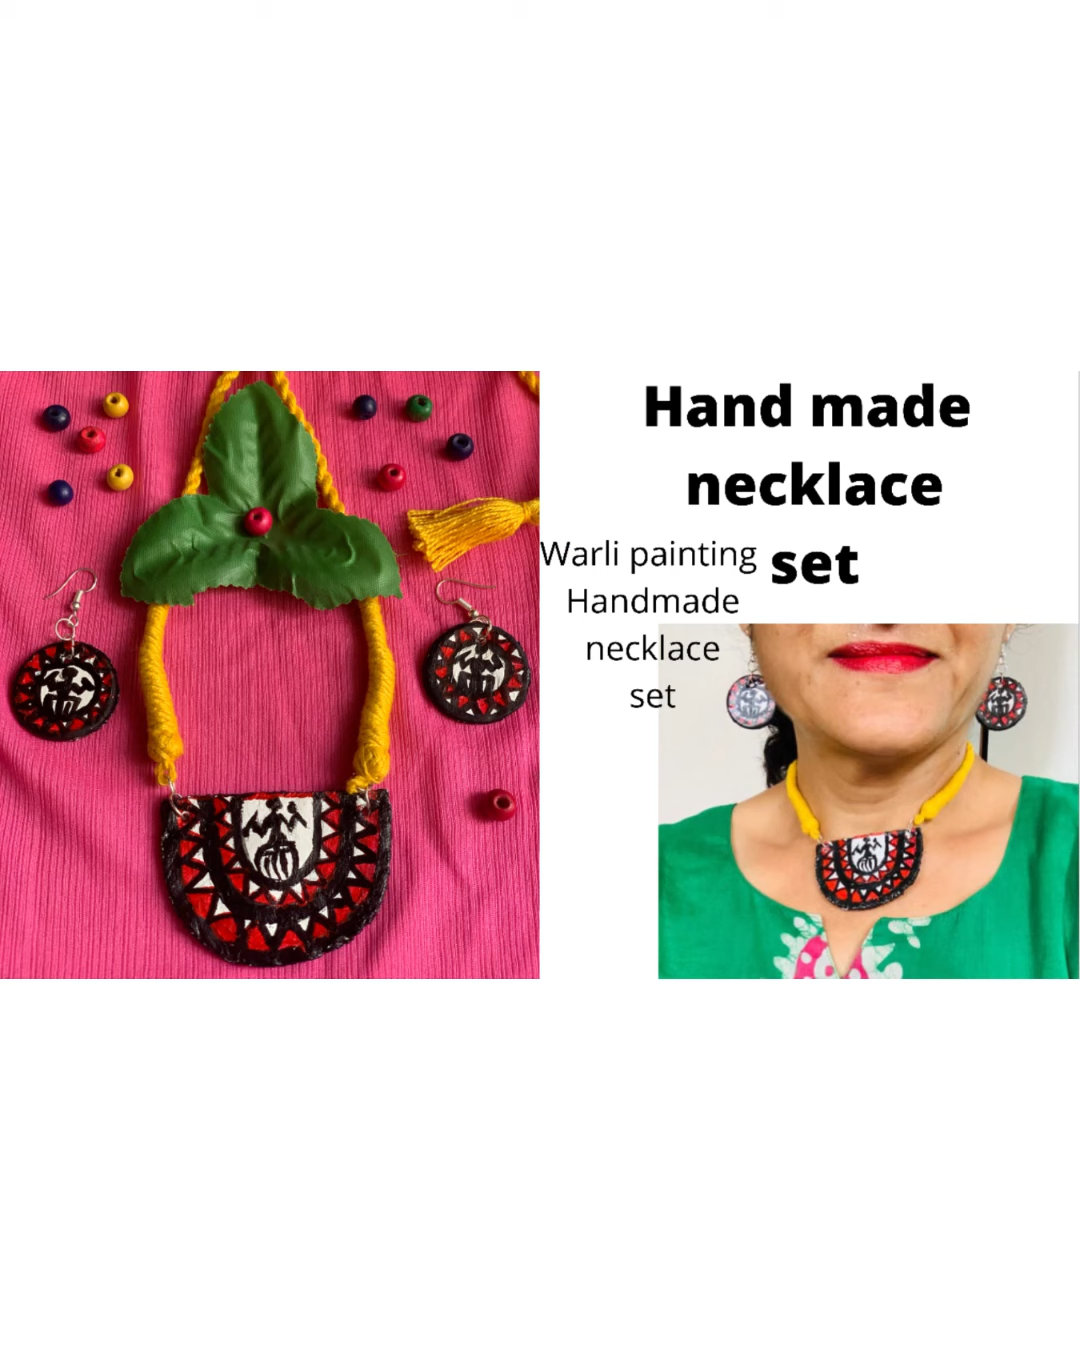 Hand made
necklace
set
Warli painting
Handmade
necklace
set